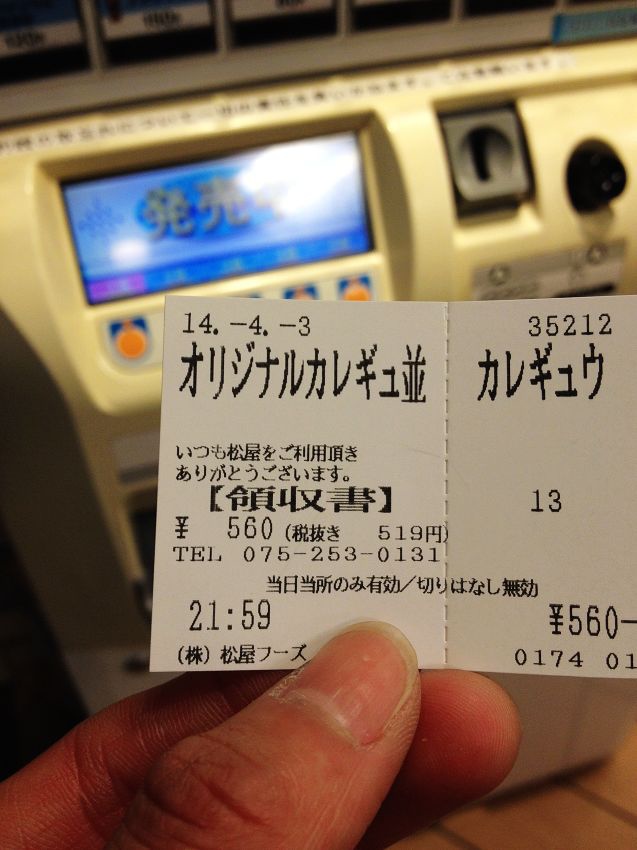 発売中
14.-4.-3
オリジナルカレギュ並
いつも松屋をご利用頂き
ありがとうございます。
【領収書】
¥ 560 (税抜き 519円)
TEL 075-253-0131
当日当所のみ有効/切りはなし無効
21:59
(株) 松屋フーズ
35212
カレギュウ
13
¥560-
0174 01